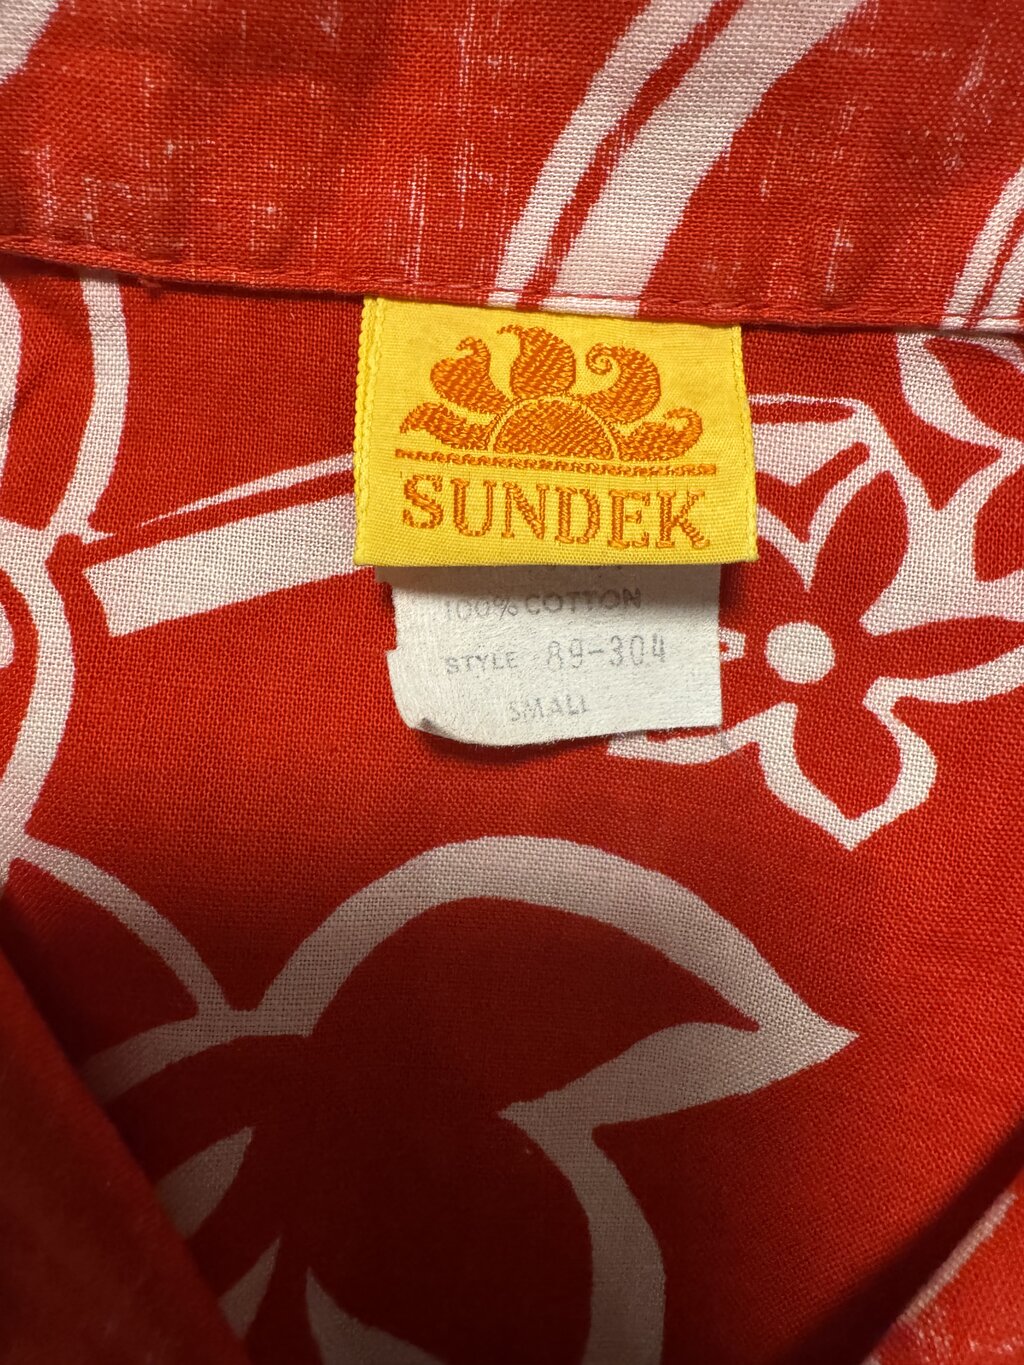 SUNDEK
100% COTTON
STYLE 89-304
SMALL